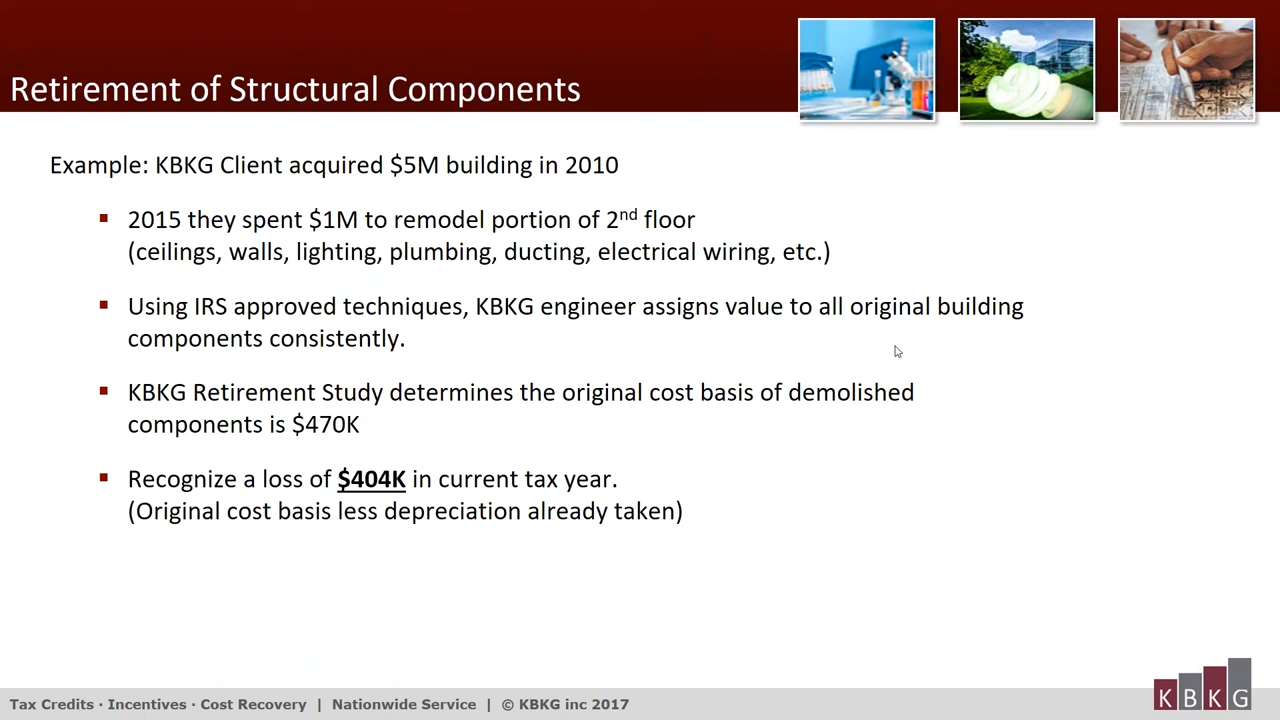 Retirement of Structural Components
Example: KBKG Client acquired $5M building in 2010
▪ 2015 they spent $1M to remodel portion of 2nd floor
(ceilings, walls, lighting, plumbing, ducting, electrical wiring, etc.)
▪ Using IRS approved techniques, KBKG engineer assigns value to all original building
components consistently.
▪ KBKG Retirement Study determines the original cost basis of demolished
components is $470K
▪ Recognize a loss of $404K in current tax year.
(Original cost basis less depreciation already taken)
Tax Credits · Incentives · Cost Recovery | Nationwide Service | © KBKG inc 2017
KBKG